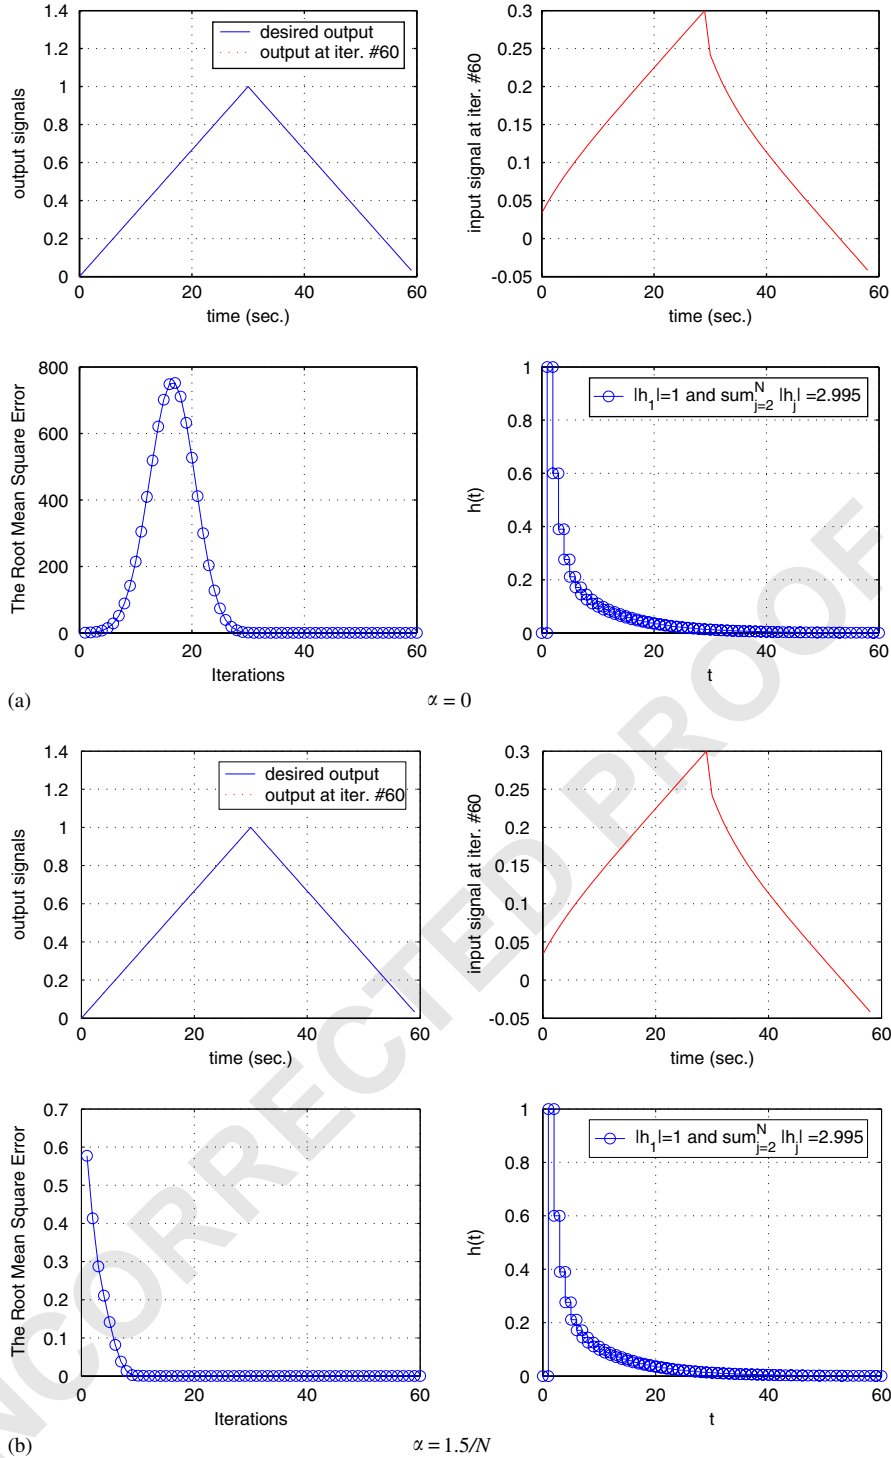 1.4
1.2
1
0.8
0.6
0.4
0.2
0
output signals
desired output
output at iter. #60
0 20 40 60
time (sec.)
0.3
0.25
0.2
0.15
0.1
0.05
0
-0.05
input signal at iter. #60
0 20 40 60
time (sec.)
800
600
400
200
0
The Root Mean Square Error
0 20 40 60
Iterations
1
0.8
0.6
0.4
0.2
0
h(t)
|h_1|=1 and sum_{j=2}^N |h_j| =2.995
0 20 40 60
t
(a)
α = 0
1.4
1.2
1
0.8
0.6
0.4
0.2
0
output signals
desired output
output at iter. #60
0 20 40 60
time (sec.)
0.3
0.25
0.2
0.15
0.1
0.05
0
-0.05
input signal at iter. #60
0 20 40 60
time (sec.)
0.7
0.6
0.5
0.4
0.3
0.2
0.1
0
The Root Mean Square Error
0 20 40 60
Iterations
1
0.8
0.6
0.4
0.2
0
h(t)
|h_1|=1 and sum_{j=2}^N |h_j| =2.995
0 20 40 60
t
(b)
α = 1.5/N
NCORRECTED PROOF